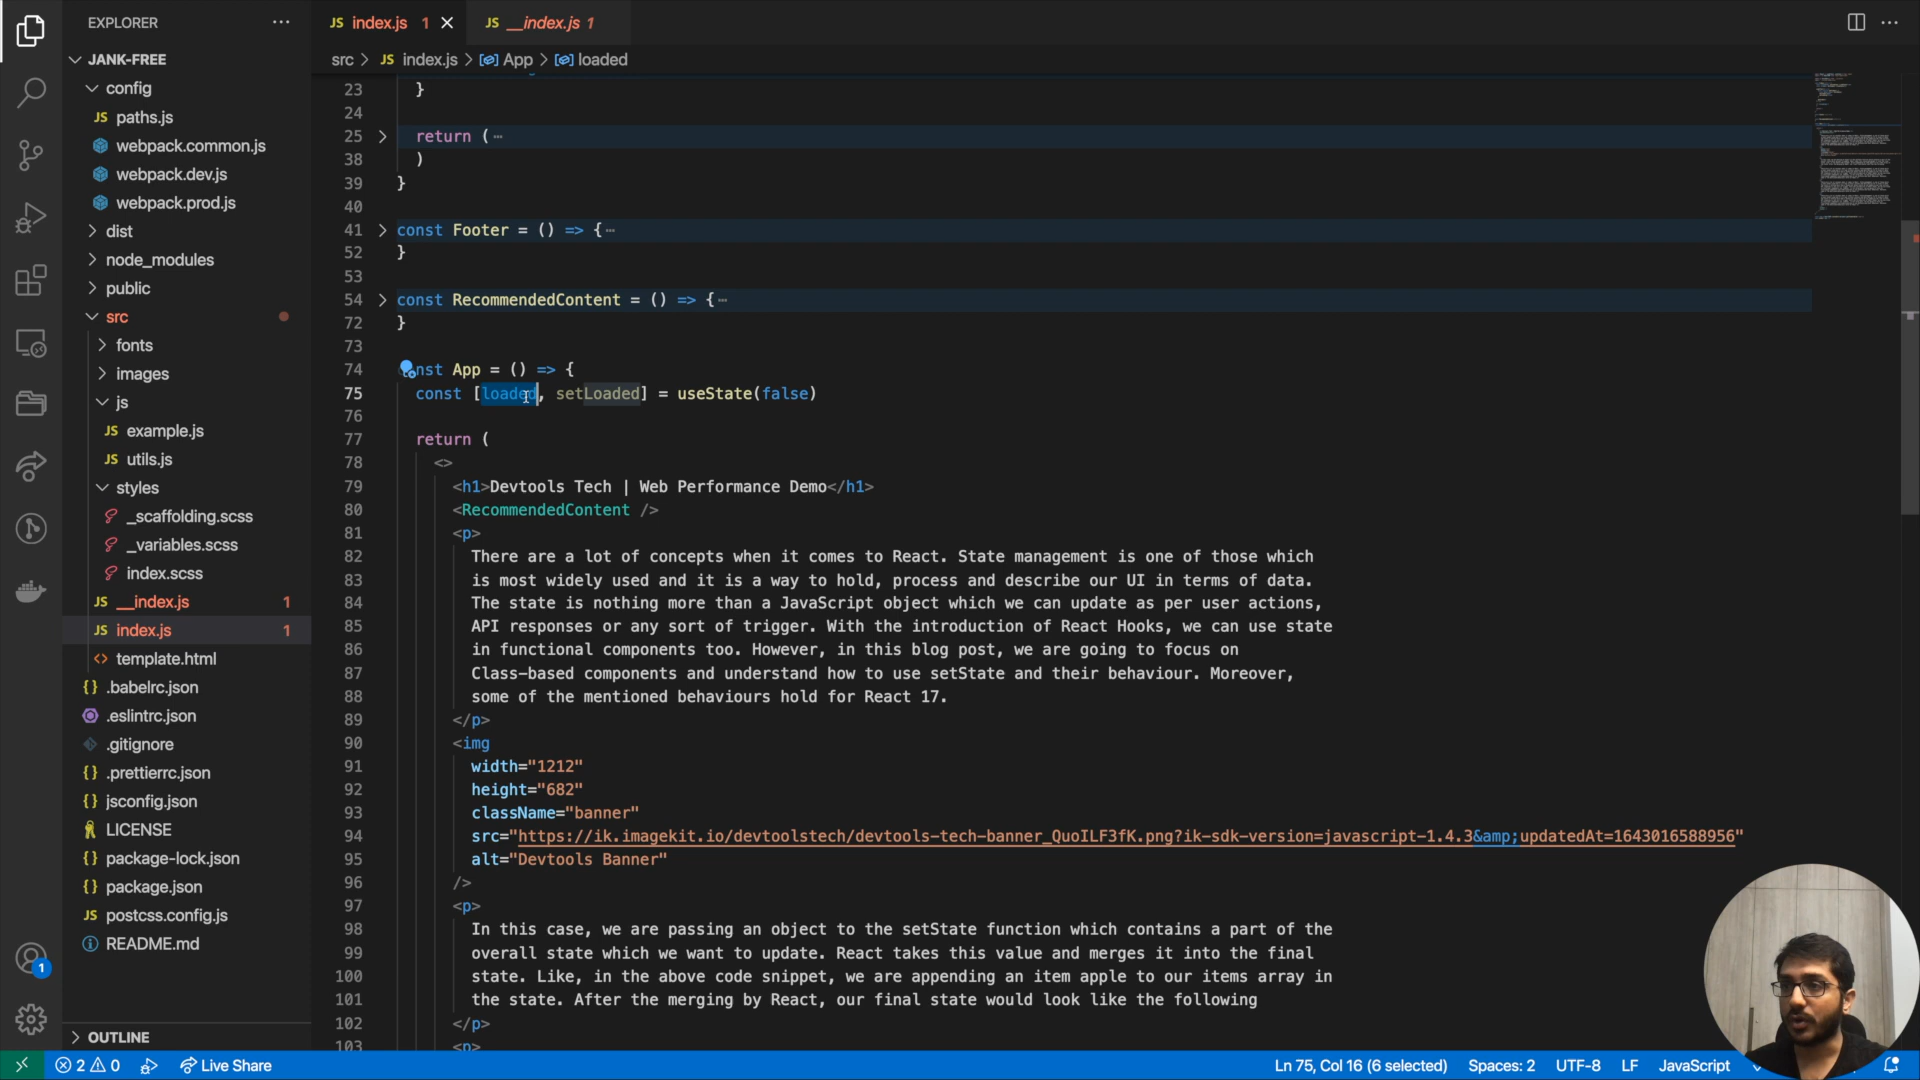 EXPLORER
JANK-FREE
config
JS paths.js
webpack.common.js
webpack.dev.js
webpack.prod.js
dist
node_modules
public
src
fonts
images
js
JS example.js
JS utils.js
styles
_scaffolding.scss
_variables.scss
index.scss
JS __index.js 1
JS index.js 1
<> template.html
{} .babelrc.json
.eslintrc.json
.gitignore
{} .prettierrc.json
{} jsconfig.json
LICENSE
{} package-lock.json
{} package.json
JS postcss.config.js
README.md
OUTLINE
JS index.js 1
JS __index.js 1
src > JS index.js > App > loaded
23 }
24
25 return (
38 )
39 }
40
41 const Footer = () => {
52 }
53
54 const RecommendedContent = () => {
72 }
73
74 nst App = () => {
75 const [loaded, setLoaded] = useState(false)
76
77 return (
78 <>
79 <h1>Devtools Tech | Web Performance Demo</h1>
80 <RecommendedContent />
81 <p>
82 There are a lot of concepts when it comes to React. State management is one of those which
83 is most widely used and it is a way to hold, process and describe our UI in terms of data.
84 The state is nothing more than a JavaScript object which we can update as per user actions,
85 API responses or any sort of trigger. With the introduction of React Hooks, we can use state
86 in functional components too. However, in this blog post, we are going to focus on
87 Class-based components and understand how to use setState and their behaviour. Moreover,
88 some of the mentioned behaviours hold for React 17.
89 </p>
90 <img
91 width="1212"
92 height="682"
93 className="banner"
94 src="https://ik.imagekit.io/devtoolstech/devtools-tech-banner_QuoILF3fK.png?ik-sdk-version=javascript-1.4.3&amp;updatedAt=1643016588956"
95 alt="Devtools Banner"
96 />
97 <p>
98 In this case, we are passing an object to the setState function which contains a part of the
99 overall state which we want to update. React takes this value and merges it into the final
100 state. Like, in the above code snippet, we are appending an item apple to our items array in
101 the state. After the merging by React, our final state would look like the following
102 </p>
103 <p>
1
2 0
Live Share
Ln 75, Col 16 (6 selected)
Spaces: 2
UTF-8
LF
JavaScript